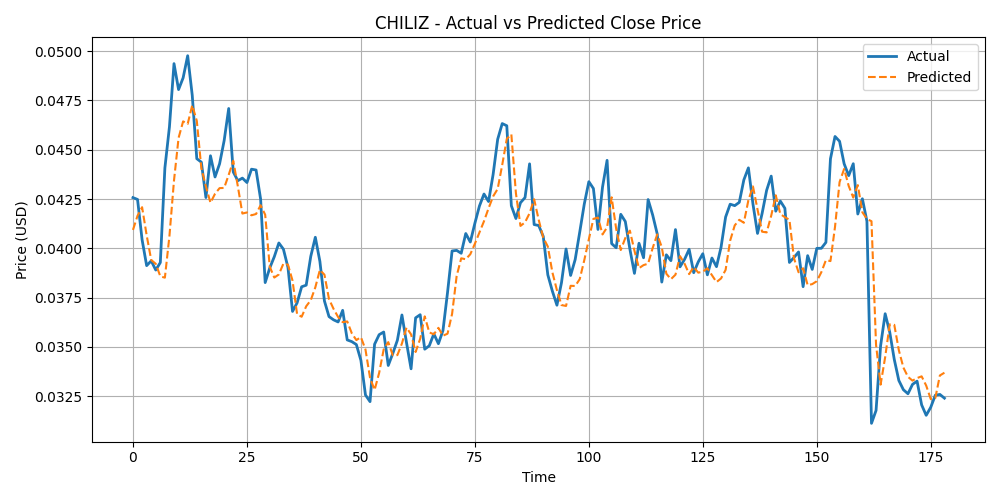 CHILIZ - Actual vs Predicted Close Price
Actual
Predicted
Price (USD)
0.0500
0.0475
0.0450
0.0425
0.0400
0.0375
0.0350
0.0325
0 25 50 75 100 125 150 175
Time